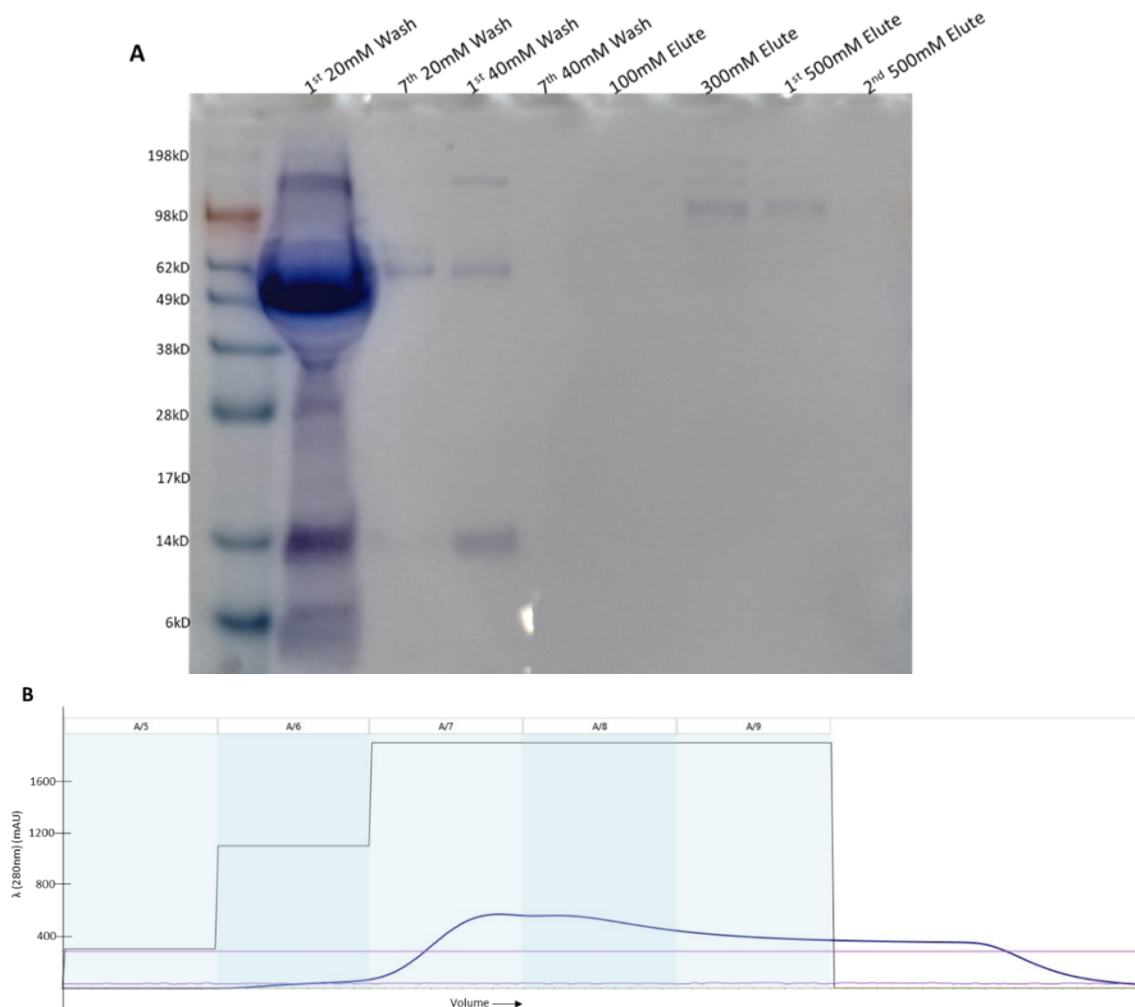 A
1st 20mM Wash
7th 20mM Wash
1st 40mM Wash
7th 40mM Wash
100mM Elute
300mM Elute
1st 500mM Elute
2nd 500mM Elute
198kD
98kD
62kD
49kD
38kD
28kD
17kD
14kD
6kD
B
A/5 A/6 A/7 A/8 A/9
1600
1200
800
400
λ (280nm) (mAU)
Volume